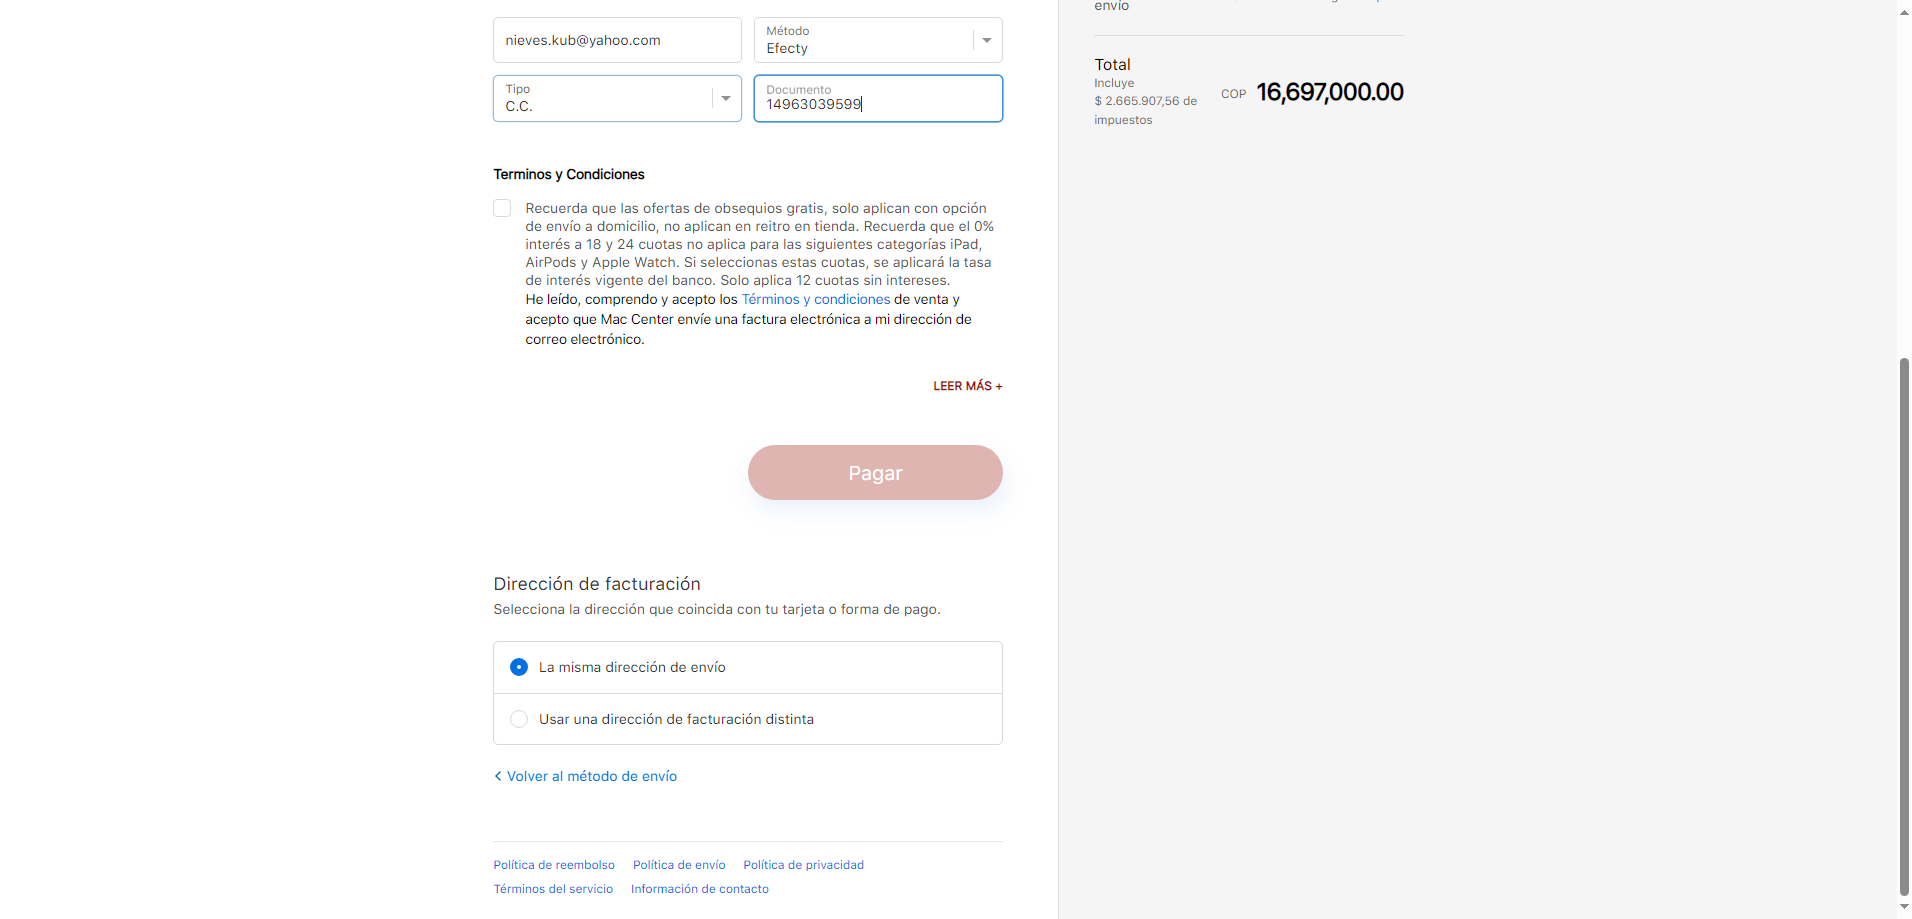 nieves.kub@yahoo.com
Método
Efecty
Tipo
C.C.
Documento
14963039599
Terminos y Condiciones
Recuerda que las ofertas de obsequios gratis, solo aplican con opción
de envío a domicilio, no aplican en reitro en tienda. Recuerda que el 0%
interés a 18 y 24 cuotas no aplica para las siguientes categorías iPad,
AirPods y Apple Watch. Si seleccionas estas cuotas, se aplicará la tasa
de interés vigente del banco. Solo aplica 12 cuotas sin intereses.
He leído, comprendo y acepto los Términos y condiciones de venta y
acepto que Mac Center envíe una factura electrónica a mi dirección de
correo electrónico.
LEER MÁS +
Pagar
Dirección de facturación
Selecciona la dirección que coincida con tu tarjeta o forma de pago.
La misma dirección de envío
Usar una dirección de facturación distinta
Volver al método de envío
Política de reembolso Política de envío Política de privacidad
Términos del servicio Información de contacto
envío
Total
Incluye
$ 2.665.907,56 de
impuestos
COP 16,697,000.00